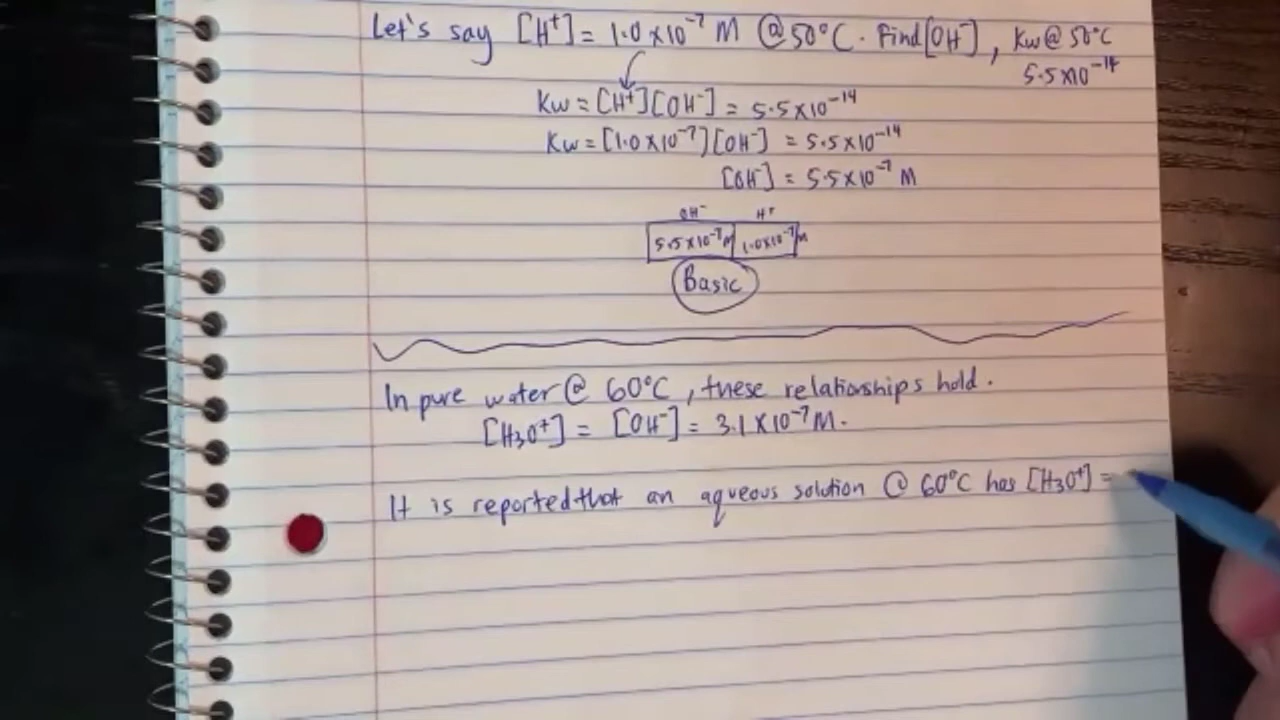 Let's say [H⁺] = 1.0 x 10⁻⁷ M @ 50°C. Find [OH⁻], Kw @ 50°C
5.5 x 10⁻¹⁴
Kw = [H⁺][OH⁻] = 5.5 x 10⁻¹⁴
Kw = [1.0 x 10⁻⁷][OH⁻] = 5.5 x 10⁻¹⁴
[OH⁻] = 5.5 x 10⁻⁷ M
OH⁻ H⁺
5.5 x 10⁻⁷ M 1.0 x 10⁻⁷ M
Basic
In pure water @ 60°C, these relationships hold.
[H₃O⁺] = [OH⁻] = 3.1 x 10⁻⁷ M.
It is reported that an aqueous solution @ 60°C has [H₃O⁺] =